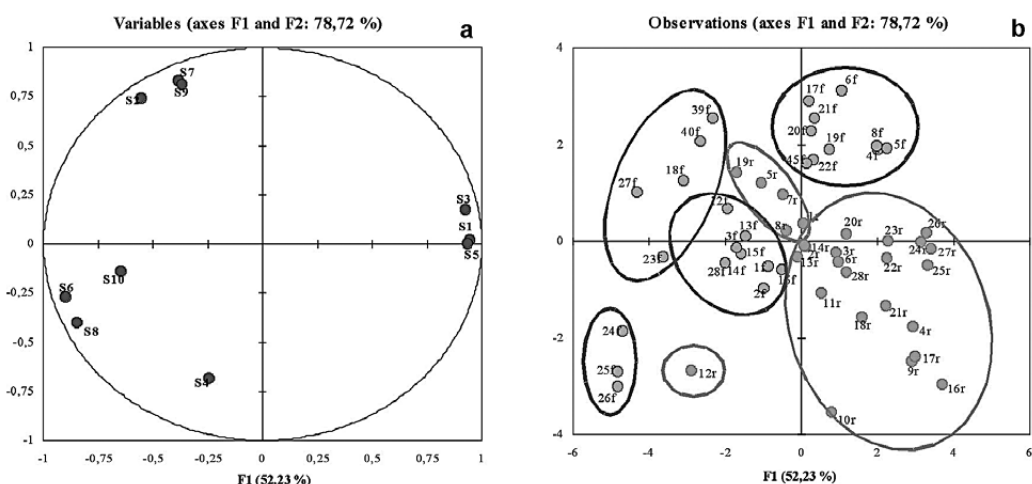 Variables (axes F1 and F2: 78,72 %)
a
1
0,75
0,5
0,25
0
-0,25
-0,5
-0,75
-1
-1
-0,75
-0,5
-0,25
0
0,25
0,5
0,75
1
F1 (52,23 %)
S7
S9
S3
S1
S5
S10
S6
S8
S4
Observations (axes F1 and F2: 78,72 %)
b
4
2
0
-2
-4
-6
-4
-2
0
2
4
6
F1 (52,23 %)
6f
17f
21f
39f
20f
40f
19f
8f
5f
4f
45f
22f
18f
19r
5r
27f
7r
1r
20r
26r
13f
8r
23r
3f
24r
14r
27r
15f
3r
23f
13r
6r
22r
25r
28f
14f
28r
2f
11r
21r
18r
4r
24f
17r
25f
12r
9r
26f
16r
10r